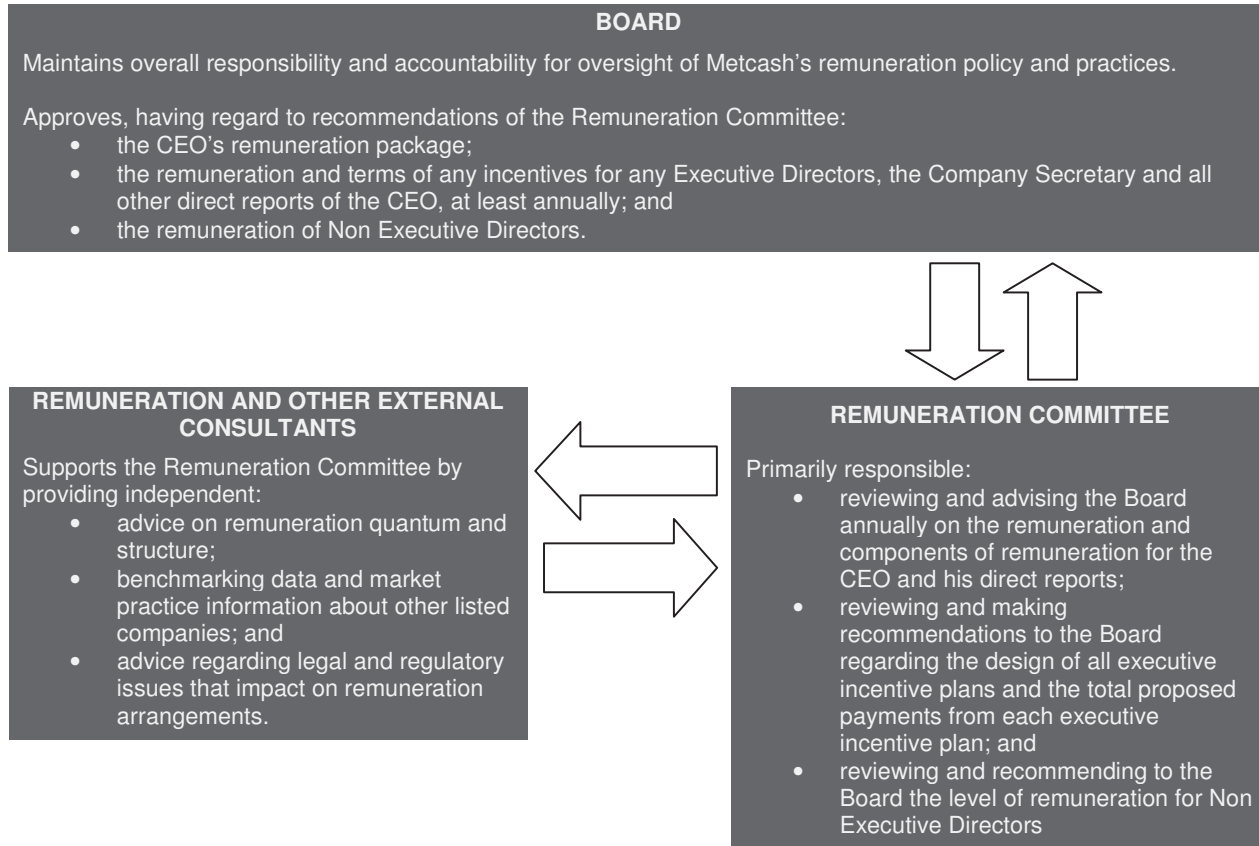 BOARD
Maintains overall responsibility and accountability for oversight of Metcash's remuneration policy and practices.
Approves, having regard to recommendations of the Remuneration Committee:
• the CEO's remuneration package;
• the remuneration and terms of any incentives for any Executive Directors, the Company Secretary and all
other direct reports of the CEO, at least annually; and
• the remuneration of Non Executive Directors.
REMUNERATION AND OTHER EXTERNAL
CONSULTANTS
Supports the Remuneration Committee by
providing independent:
• advice on remuneration quantum and
structure;
• benchmarking data and market
practice information about other listed
companies; and
• advice regarding legal and regulatory
issues that impact on remuneration
arrangements.
REMUNERATION COMMITTEE
Primarily responsible:
• reviewing and advising the Board
annually on the remuneration and
components of remuneration for the
CEO and his direct reports;
• reviewing and making
recommendations to the Board
regarding the design of all executive
incentive plans and the total proposed
payments from each executive
incentive plan; and
• reviewing and recommending to the
Board the level of remuneration for Non
Executive Directors